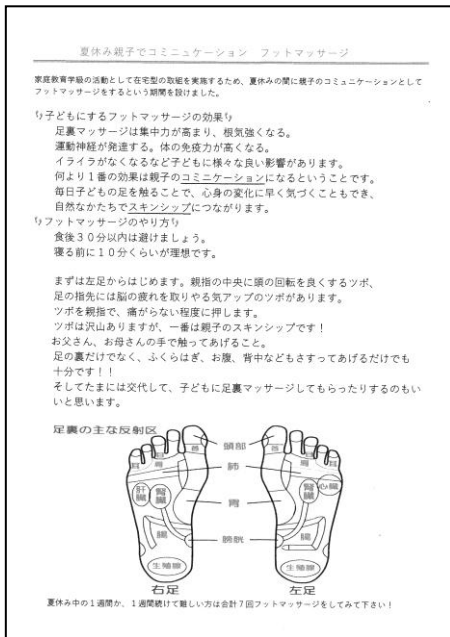 夏休み親子でコミニュケーション　フットマッサージ
家庭教育学級の活動として在宅型の取組を実施するため、夏休みの間に親子のコミュニケーションとして
フットマッサージをするという期間を設けました。
子どもにするフットマッサージの効果
足裏マッサージは集中力が高まり、根気強くなる。
運動神経が発達する。体の免疫力が高くなる。
イライラがなくなるなど子どもに様々な良い影響があります。
何より１番の効果は親子のコミニケーションになるということです。
毎日子どもの足を触ることで、心身の変化に早く気づくこともでき、
自然なかたちでスキンシップにつながります。
フットマッサージのやり方
食後３０分以内は避けましょう。
寝る前に１０分くらいが理想です。
まずは左足からはじめます。親指の中央に頭の回転を良くするツボ、
足の指先には脳の疲れを取りやる気アップのツボがあります。
ツボを親指で、痛がらない程度に押します。
ツボは沢山ありますが、一番は親子のスキンシップです！
お父さん、お母さんの手で触ってあげること。
足の裏だけでなく、ふくらはぎ、お腹、背中などもさすってあげるだけでも
十分です！！
そしてたまには交代して、子どもに足裏マッサージしてもらったりするのもい
いと思います。
足裏の主な反射区
頭部
首
首
耳
肩
肩
耳
肺
肝臓
腎臓
腎臓
心臓
胃
腸
腸
膀胱
生殖腺
生殖腺
右足
左足
夏休み中の１週間か、１週間続けて難しい方は合計７回フットマッサージをしてみて下さい！